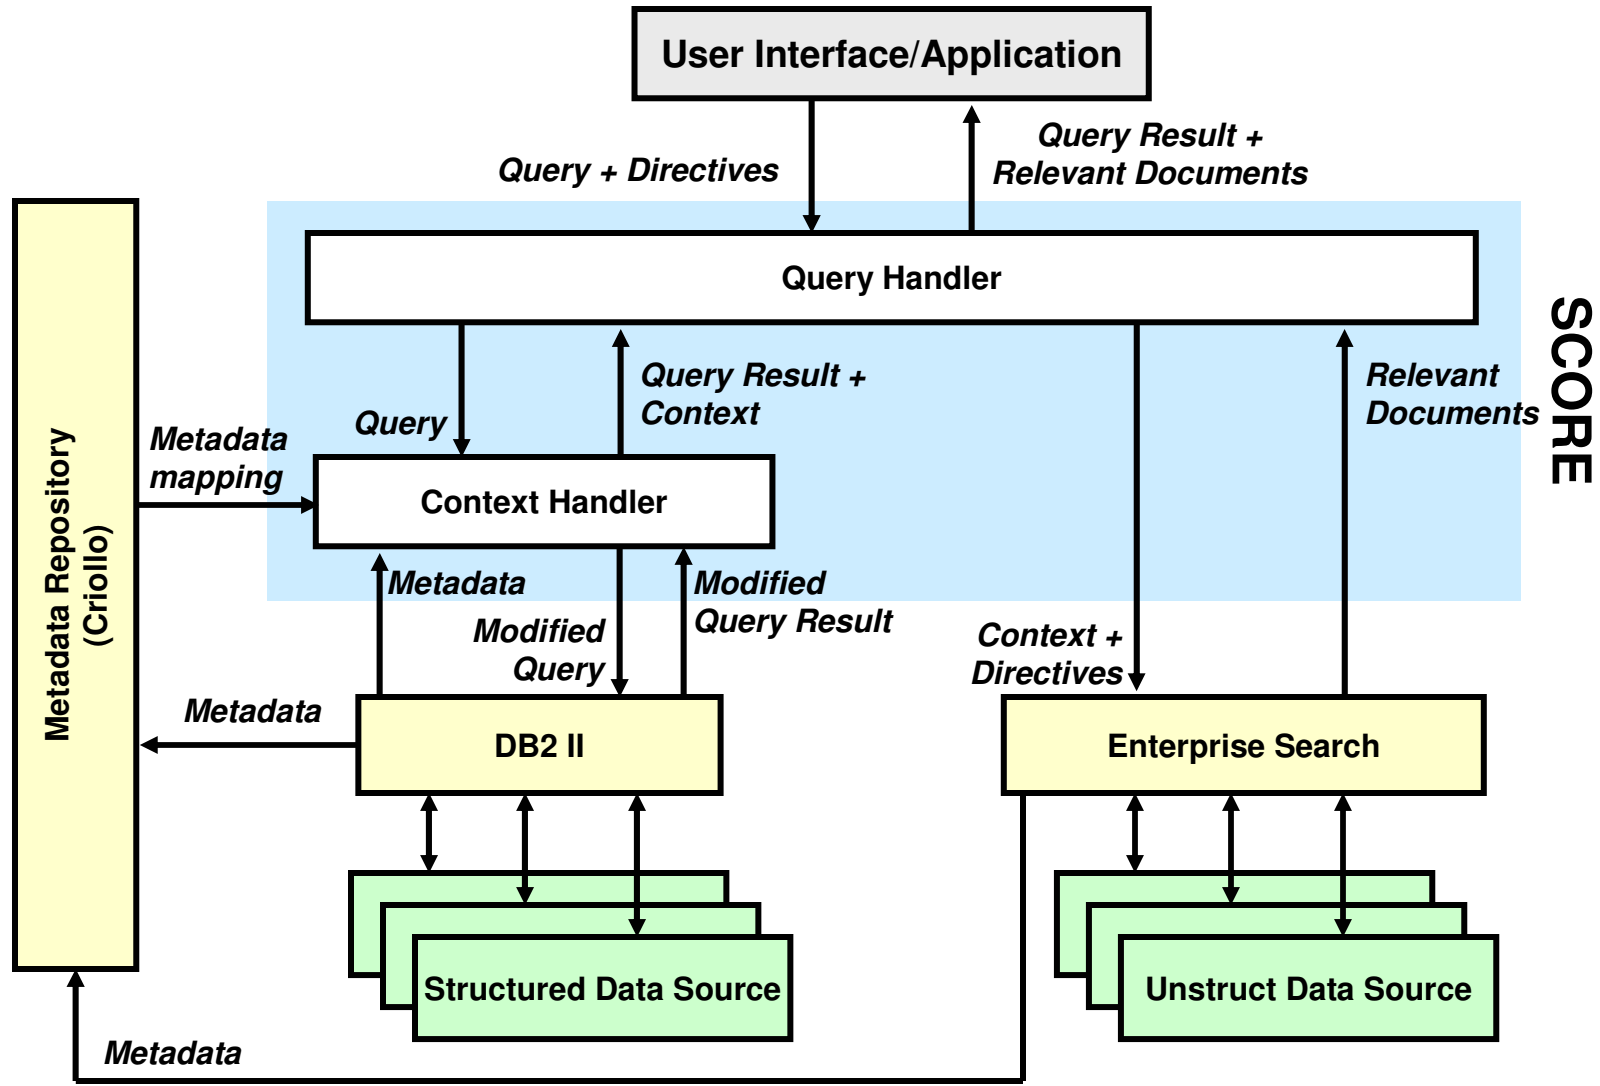 User Interface/Application
Query + Directives
Query Result +
Relevant Documents
Query Handler
SCORE
Query
Query Result +
Context
Relevant
Documents
Metadata
mapping
Context Handler
Metadata Repository
(Criollo)
Metadata
Modified
Query
Modified
Query Result
Context +
Directives
Metadata
DB2 II
Enterprise Search
Structured Data Source
Unstruct Data Source
Metadata